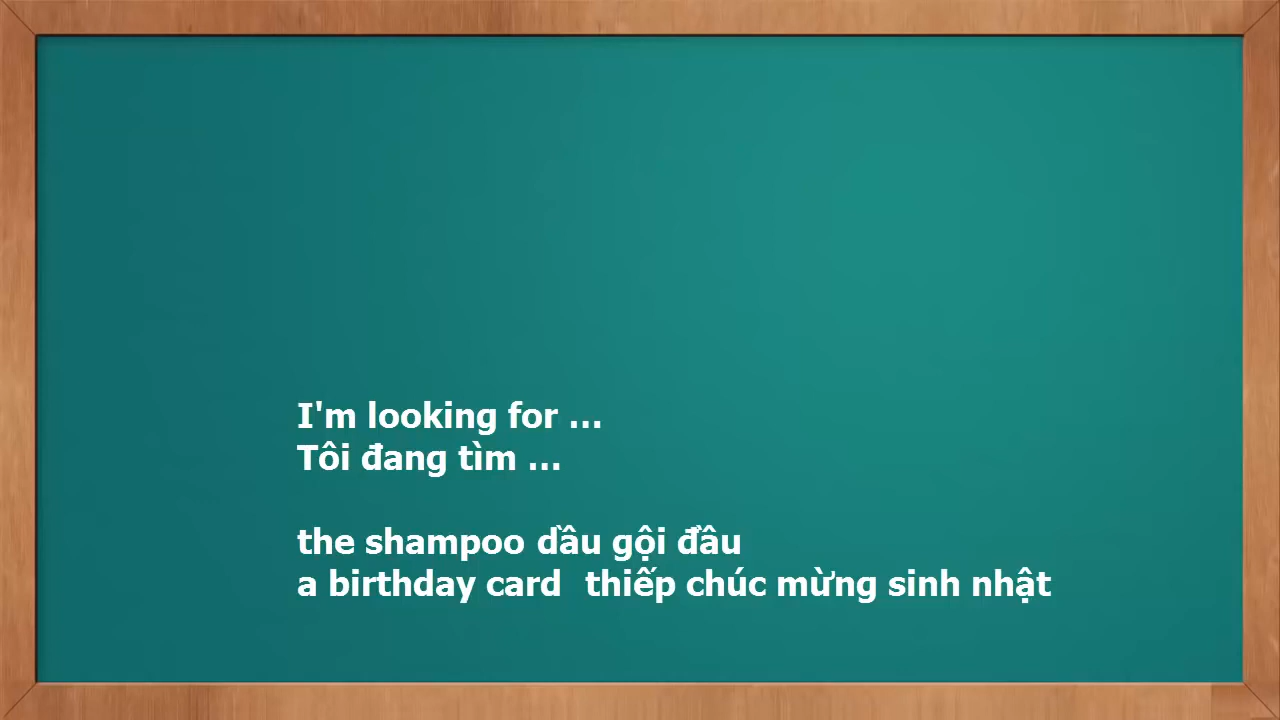 I'm looking for ...
Tôi đang tìm ...
the shampoo dầu gội đầu
a birthday card  thiếp chúc mừng sinh nhật